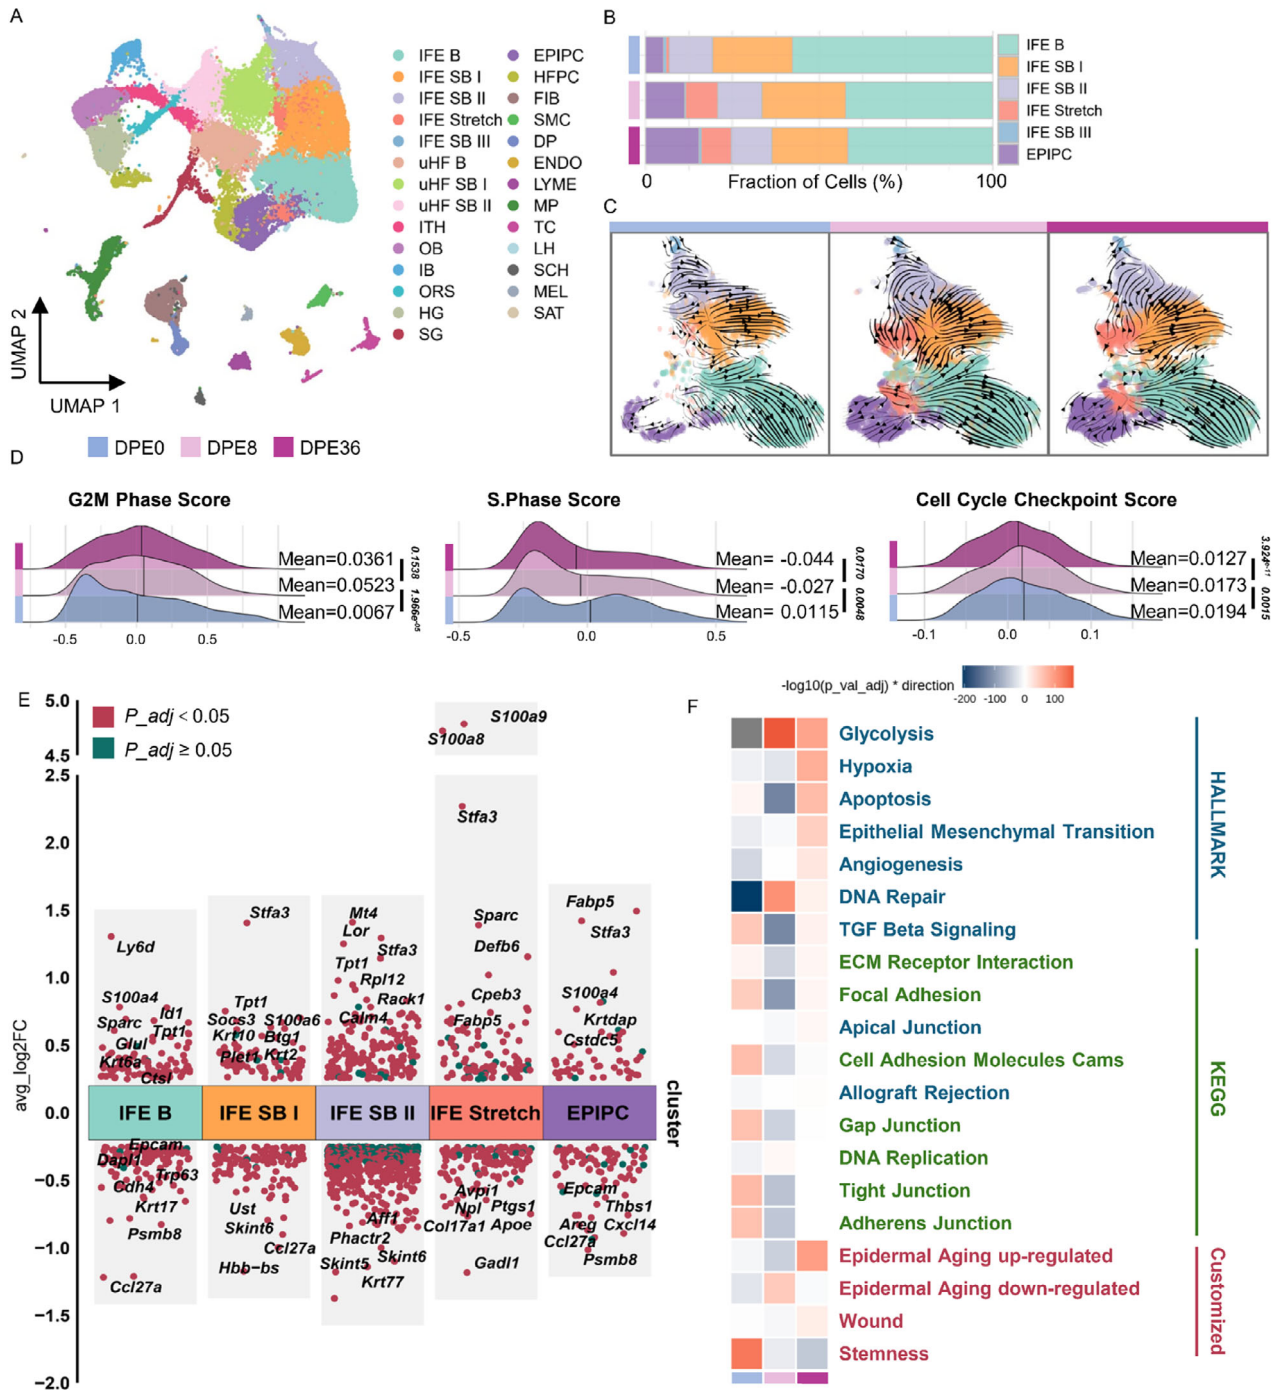 A
IFE B
IFE SB I
IFE SB II
IFE Stretch
IFE SB III
uHF B
uHF SB I
uHF SB II
ITH
OB
IB
ORS
HG
SG
EPIPC
HFPC
FIB
SMC
DP
ENDO
LYME
MP
TC
LH
SCH
MEL
SAT
UMAP 2
UMAP 1
DPE0 DPE8 DPE36
B
IFE B
IFE SB I
IFE SB II
IFE Stretch
IFE SB III
EPIPC
0 Fraction of Cells (%) 100
C
D
G2M Phase Score
Mean=0.0361
Mean=0.0523
Mean=0.0067
0.1538
1.966e-05
-0.5 0.0 0.5
S.Phase Score
Mean= -0.044
Mean= -0.027
Mean= 0.0115
0.0170
0.0048
-0.5 0.0 0.5
Cell Cycle Checkpoint Score
Mean=0.0127
Mean=0.0173
Mean=0.0194
3.924e-11
0.0015
-0.1 0.0 0.1
E
P_adj < 0.05
P_adj ≥ 0.05
avg_log2FC
5.0
4.5
2.5
2.0
1.5
1.0
0.5
0.0
−0.5
−1.0
−1.5
−2.0
Ly6d
S100a4
Id1
Sparc
Tpt1
Glul
Krt6a
Ctsl
IFE B
Epcam
Dapl1
Trp63
Cdh4
Krt17
Psmb8
Ccl27a
Stfa3
Tpt1
Socs3
S100a6
Krt10
Btg1
Plet1
Krt2
IFE SB I
Ust
Skint6
Ccl27a
Hbb−bs
Mt4
Lor
Stfa3
Tpt1
Rpl12
Rack1
Calm4
IFE SB II
Aff1
Phactr2
Skint5
Skint6
Krt77
S100a9
S100a8
Stfa3
Sparc
Defb6
Cpeb3
Fabp5
IFE Stretch
Avpi1
Npl
Ptgs1
Col17a1
Apoe
Gadl1
Fabp5
Stfa3
S100a4
Krtdap
Cstdc5
EPIPC
Epcam
Thbs1
Areg
Cxcl14
Ccl27a
Psmb8
cluster
F
-log10(p_val_adj) * direction
-200 -100 0 100
Glycolysis
Hypoxia
Apoptosis
Epithelial Mesenchymal Transition
Angiogenesis
DNA Repair
TGF Beta Signaling
ECM Receptor Interaction
Focal Adhesion
Apical Junction
Cell Adhesion Molecules Cams
Allograft Rejection
Gap Junction
DNA Replication
Tight Junction
Adherens Junction
Epidermal Aging up-regulated
Epidermal Aging down-regulated
Wound
Stemness
HALLMARK
KEGG
Customized